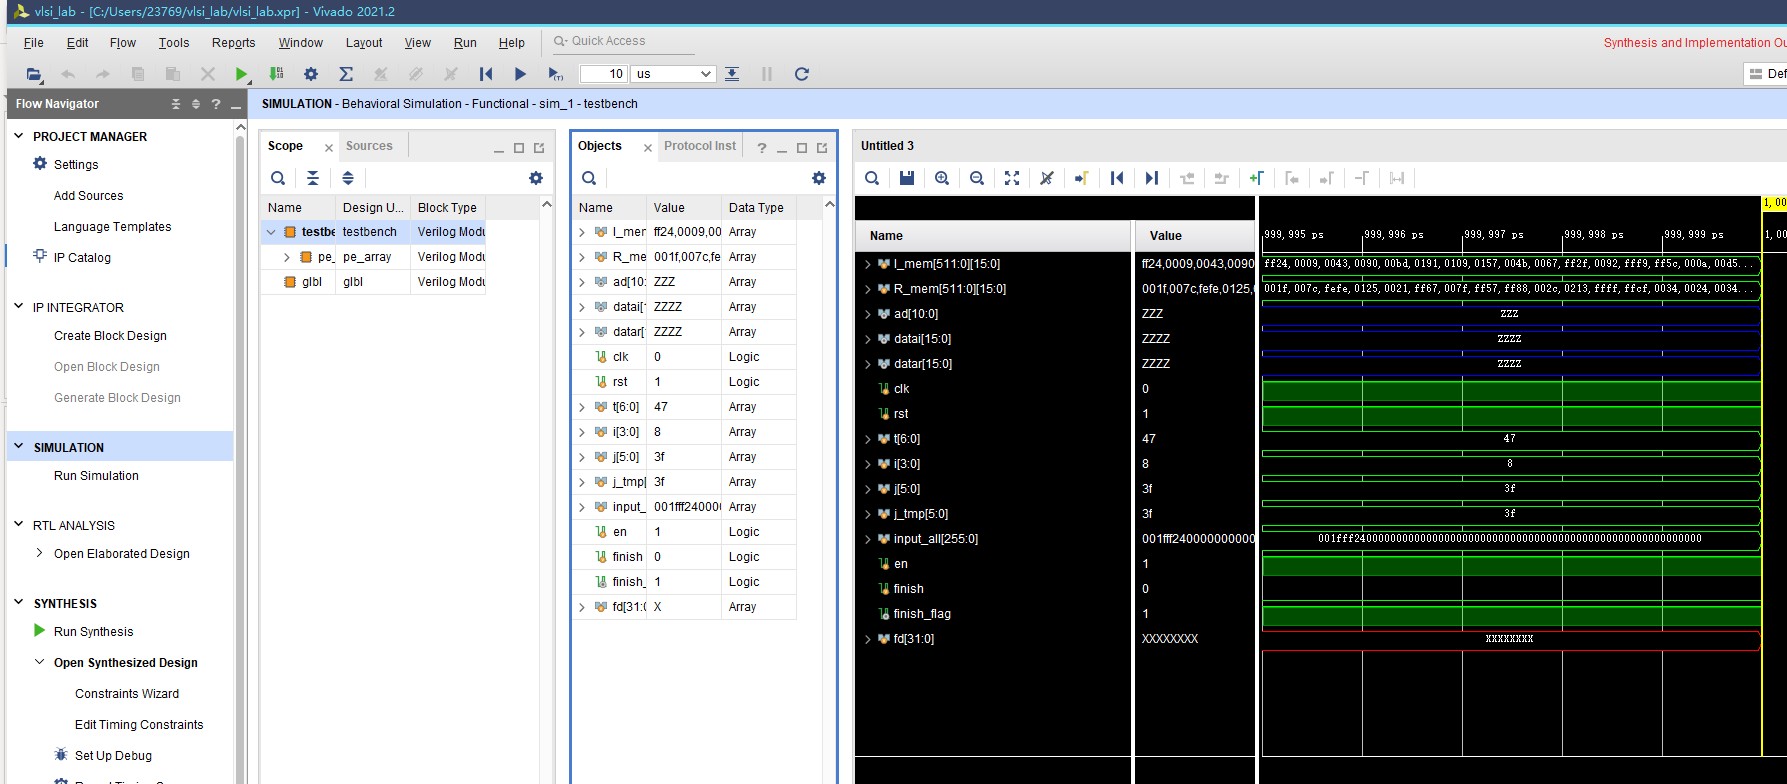 vlsi_lab - [C:/Users/23769/vlsi_lab/vlsi_lab.xpr] - Vivado 2021.2
File Edit Flow Tools Reports Window Layout View Run Help Quick Access
Synthesis and Implementation Ou
10 us
Def
Flow Navigator
SIMULATION - Behavioral Simulation - Functional - sim_1 - testbench
PROJECT MANAGER
Settings
Add Sources
Language Templates
IP Catalog
IP INTEGRATOR
Create Block Design
Open Block Design
Generate Block Design
SIMULATION
Run Simulation
RTL ANALYSIS
Open Elaborated Design
SYNTHESIS
Run Synthesis
Open Synthesized Design
Constraints Wizard
Edit Timing Constraints
Set Up Debug
Scope Sources
Name Design U... Block Type
testbe testbench Verilog Modu
pe_ pe_array Verilog Modu
glbl glbl Verilog Modu
Objects Protocol Inst
Name Value Data Type
I_mer ff24,0009,00 Array
R_me 001f,007c,fe Array
ad[10: ZZZ Array
datai[ ZZZZ Array
datar[ ZZZZ Array
clk 0 Logic
rst 1 Logic
t[6:0] 47 Array
i[3:0] 8 Array
j[5:0] 3f Array
j_tmp[ 3f Array
input_ 001fff24000 Array
en 1 Logic
finish 0 Logic
finish_ 1 Logic
fd[31:0 X Array
Untitled 3
1,00
Name Value 999,995 ps 999,996 ps 999,997 ps 999,998 ps 999,999 ps 1,00
I_mem[511:0][15:0] ff24,0009,0043,0090 ff24,0009,0043,0090,00bd,0191,0109,0157,004b,0067,ff2f,0092,fff9,ff5c,000a,00d5...
R_mem[511:0][15:0] 001f,007c,fefe,0125, 001f,007c,fefe,0125,0021,ff67,007f,ff57,ff88,002c,0213,ffff,ffcf,0034,0024,0034...
ad[10:0] ZZZ ZZZ
datai[15:0] ZZZZ ZZZZ
datar[15:0] ZZZZ ZZZZ
clk 0
rst 1
t[6:0] 47 47
i[3:0] 8 8
j[5:0] 3f 3f
j_tmp[5:0] 3f 3f
input_all[255:0] 001fff2400000000000 001fff2400000000000000000000000000000000000000000000000000000000
en 1
finish 0
finish_flag 1
fd[31:0] XXXXXXXX XXXXXXXX